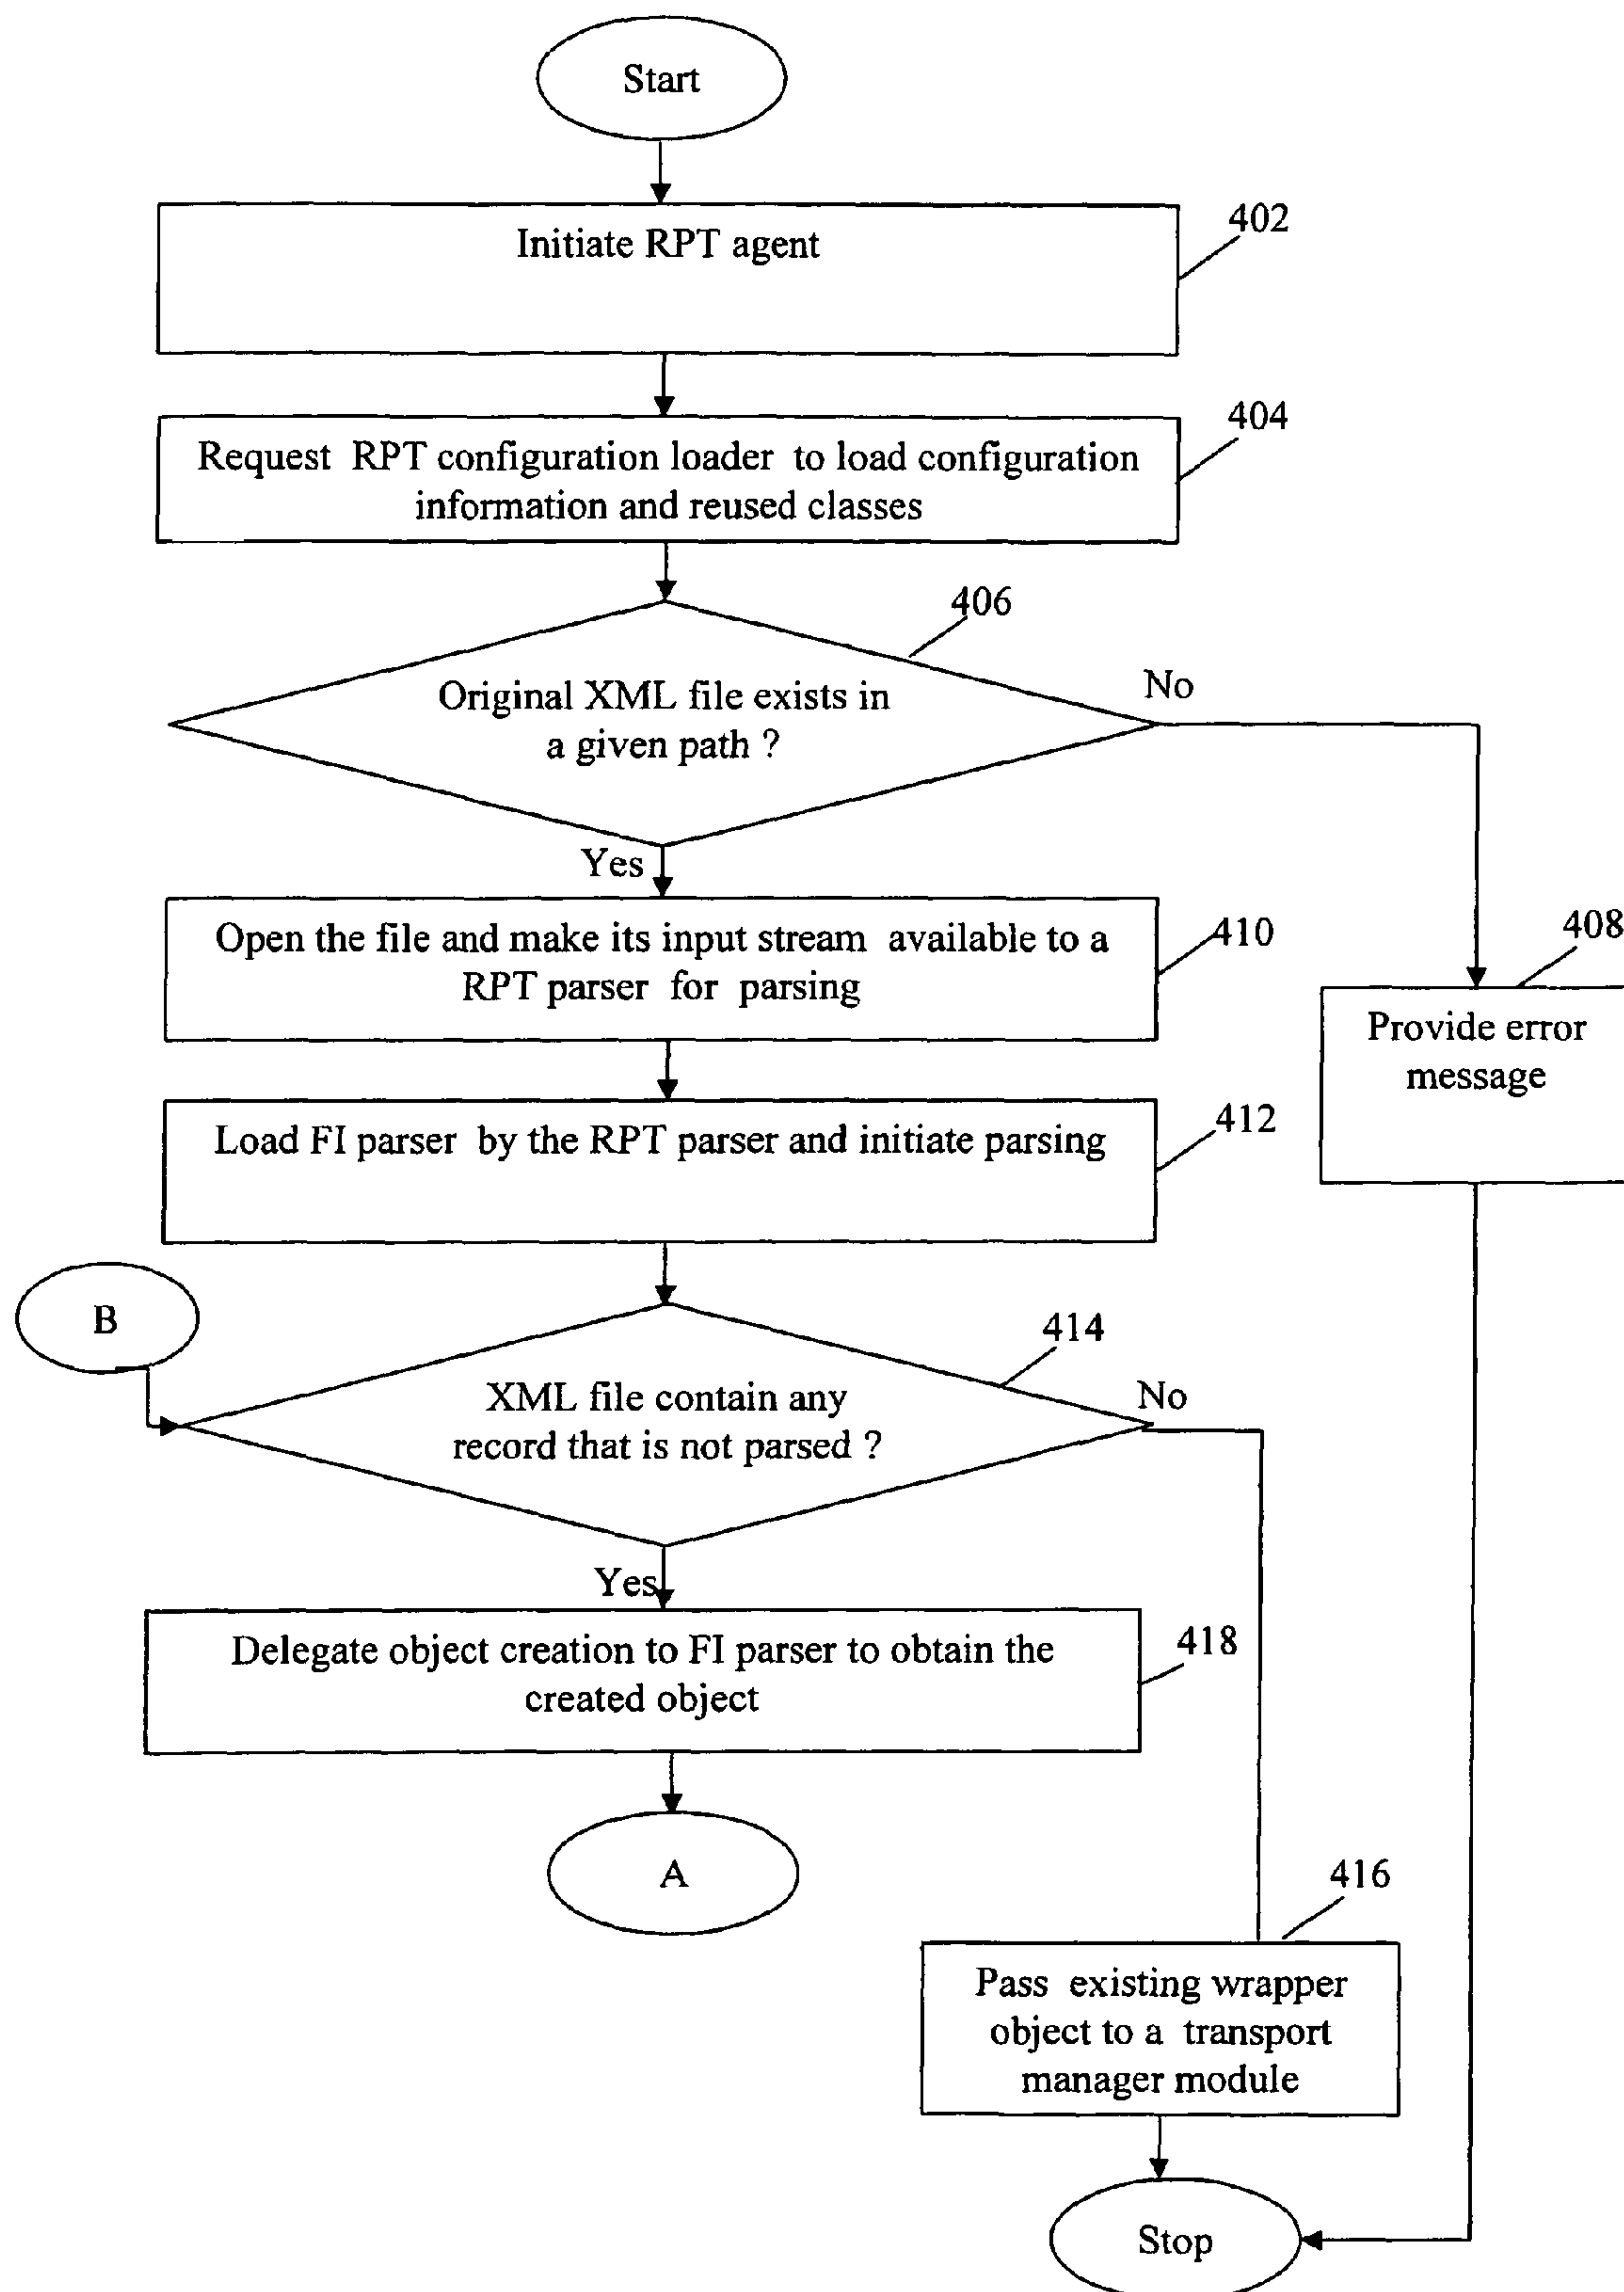 Start
Initiate RPT agent
402
Request RPT configuration loader to load configuration
information and reused classes
404
406
Original XML file exists in
a given path ?
No
Yes
Open the file and make its input stream available to a
RPT parser for parsing
410
408
Provide error
message
Load FI parser by the RPT parser and initiate parsing
412
B
414
XML file contain any
record that is not parsed ?
No
Yes
Delegate object creation to FI parser to obtain the
created object
418
A
416
Pass existing wrapper
object to a transport
manager module
Stop